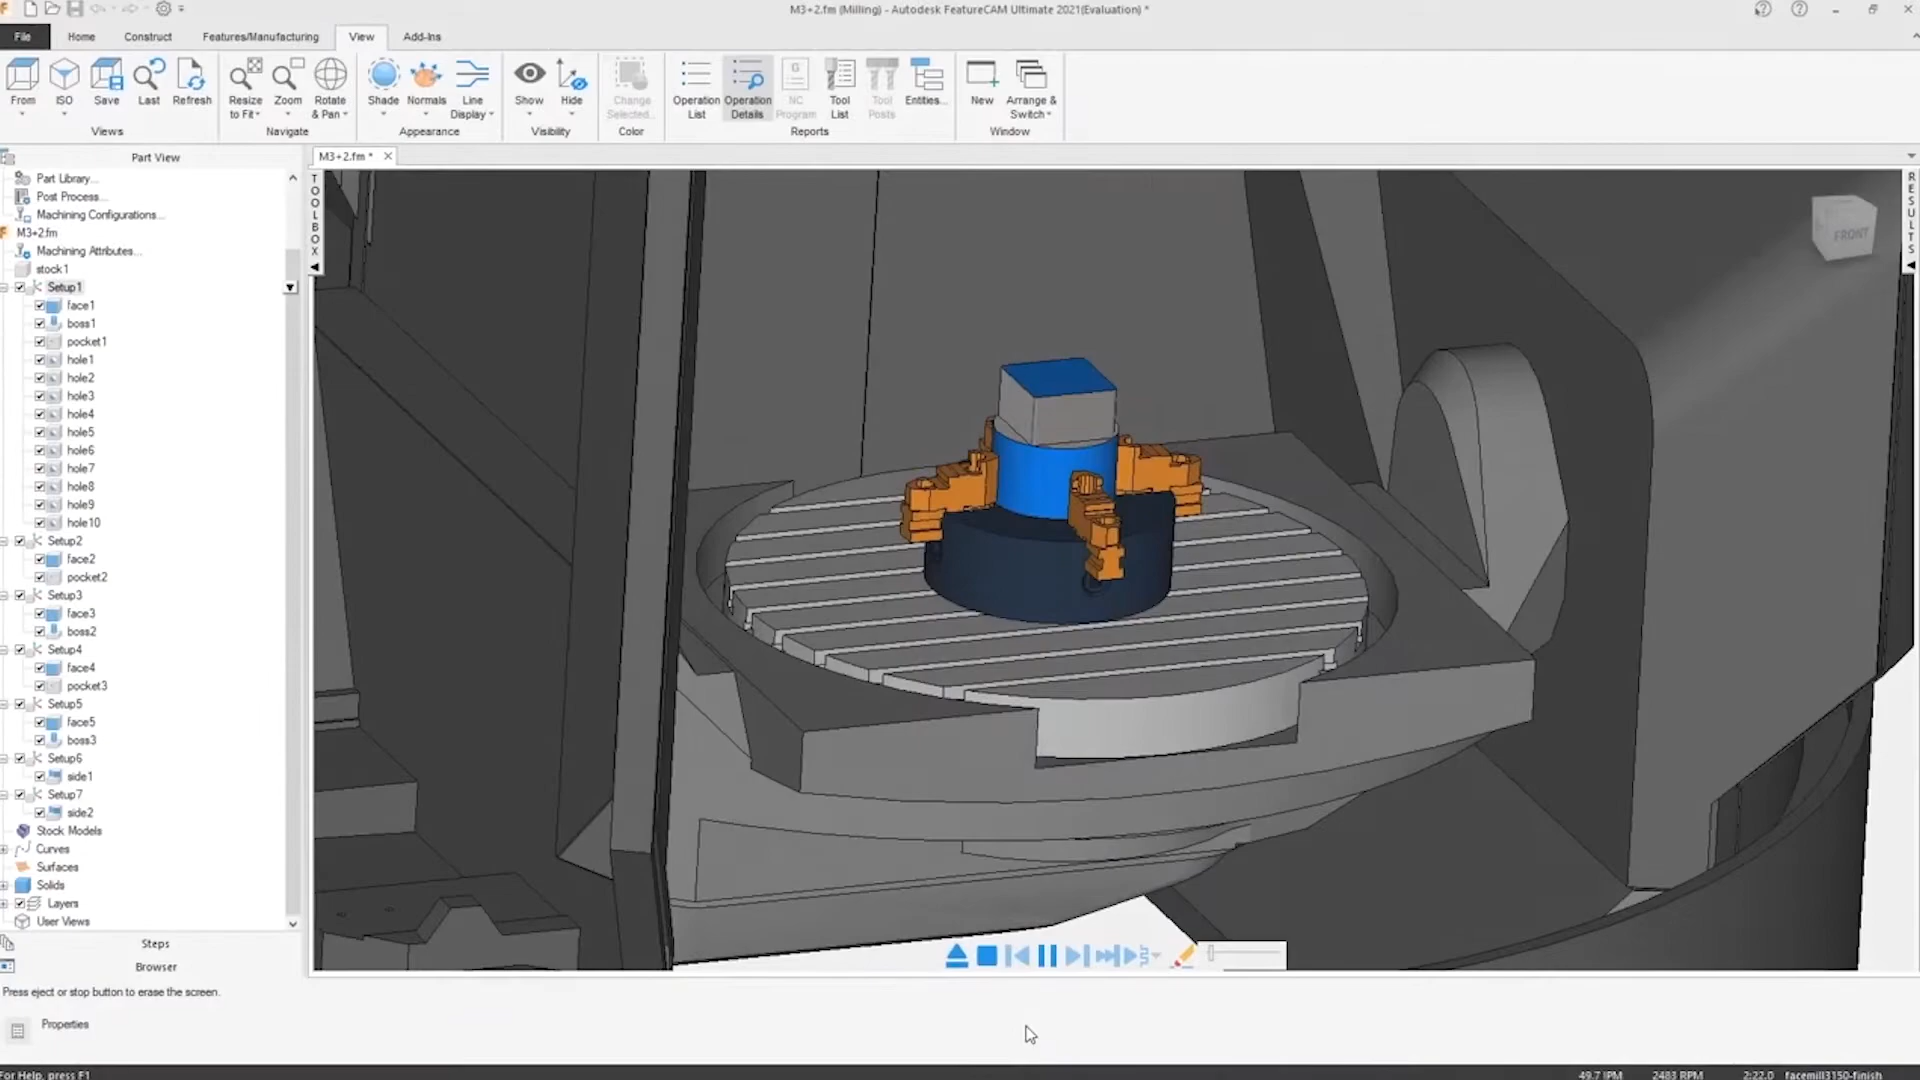 M3+2.fm (Milling) - Autodesk FeatureCAM Ultimate 2021(Evaluation) *
File Home Construct Features/Manufacturing View Add-Ins
From ISO Save Last Refresh
Views
Resize to Fit Zoom Rotate & Pan
Navigate
Shade Normals Line Display
Appearance
Show Hide
Visibility
Change Selected...
Color
Operation List Operation Details NC Program Tool List Tool Posts Entities...
Reports
New Arrange & Switch
Window
Part View
M3+2.fm *
Part Library...
Post Process...
Machining Configurations...
M3+2.fm
Machining Attributes...
stock1
Setup1
face1
boss1
pocket1
hole1
hole2
hole3
hole4
hole5
hole6
hole7
hole8
hole9
hole10
Setup2
face2
pocket2
Setup3
face3
boss2
Setup4
face4
pocket3
Setup5
face5
boss3
Setup6
side1
Setup7
side2
Stock Models
Curves
Surfaces
Solids
Layers
User Views
Steps
Browser
TOOLBOX
FRONT
RESULTS
Press eject or stop button to erase the screen.
Properties
For Help, press F1
49.7 IPM 2483 RPM 2:22.0 facemill3150-finish